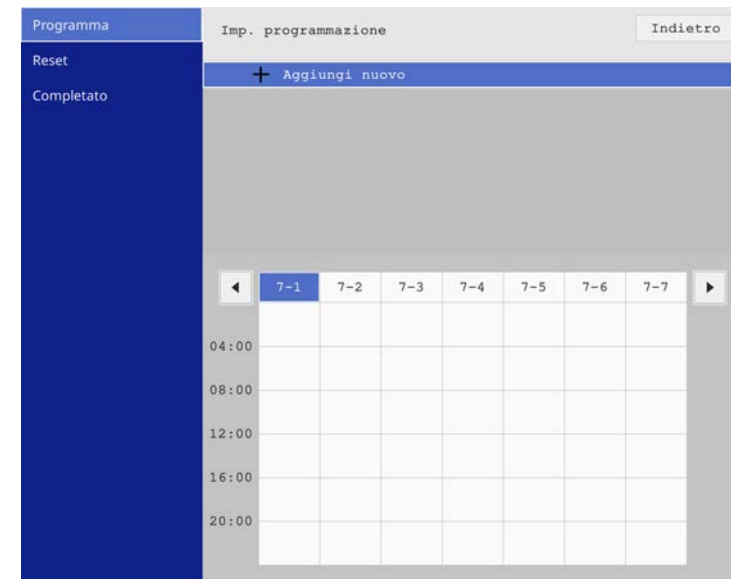 Programma
Reset
Completato
Imp. programmazione
Indietro
Aggiungi nuovo
7-1 7-2 7-3 7-4 7-5 7-6 7-7
04:00
08:00
12:00
16:00
20:00